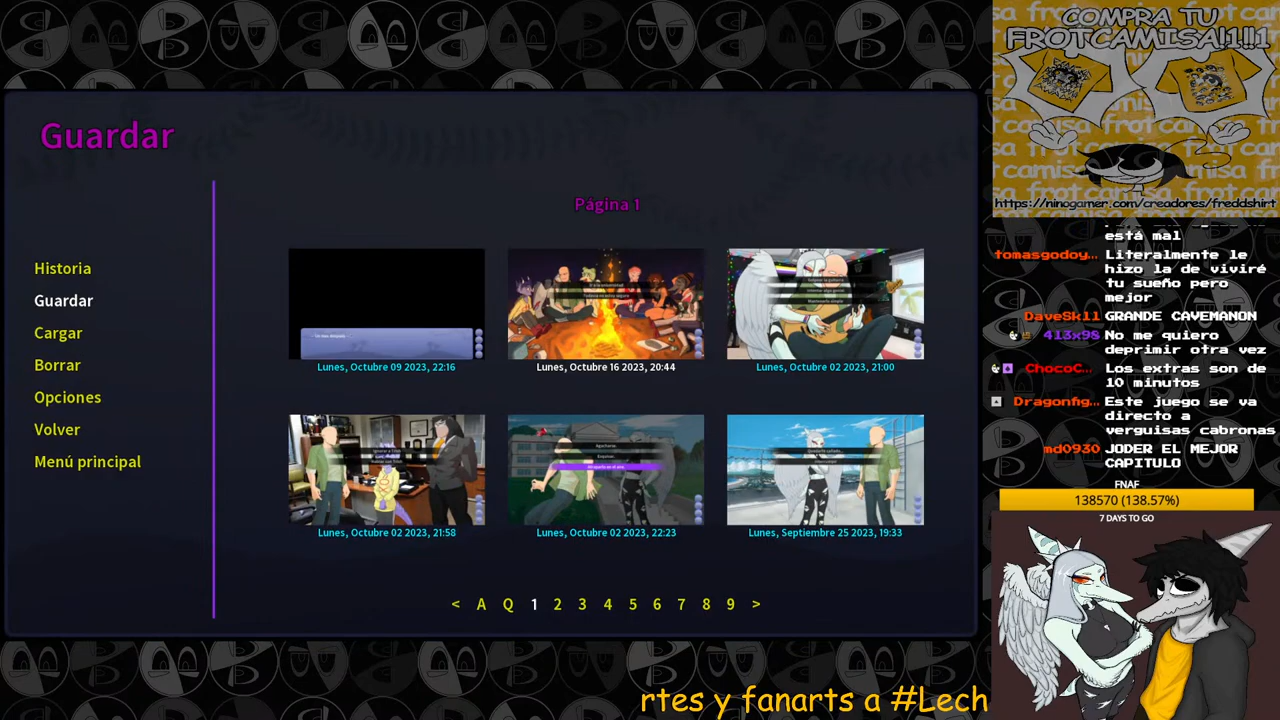 Guardar
Página 1
Historia
Guardar
Cargar
Borrar
Opciones
Volver
Menú principal
Lunes, Octubre 09 2023, 22:16
Lunes, Octubre 16 2023, 20:44
Lunes, Octubre 02 2023, 21:00
Lunes, Octubre 02 2023, 21:58
Lunes, Octubre 02 2023, 22:23
Lunes, Septiembre 25 2023, 19:33
< A Q 1 2 3 4 5 6 7 8 9 >
COMPRA TU
FROTCAMISA!1!!1
https://ninogamer.com/creadores/freddshirt
está mal
tomasgodoy... Literalmente le
hizo la de viviré
tu sueño pero
mejor
DaveSk11 GRANDE CAVEMANON
413x98 No me quiero
deprimir otra vez
ChocoC... Los extras son de
10 minutos
Dragonfig... Este juego se va
directo a
verguisas cabronas
md0930 JODER EL MEJOR
CAPITULO
FNAF
138570 (138.57%)
7 DAYS TO GO
rtes y fanarts a #Lech